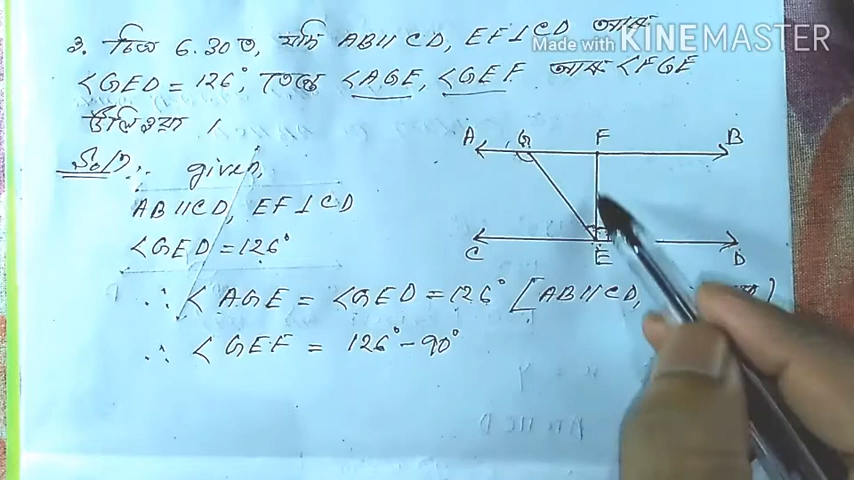 3. চিত্ৰ 6.30ত, যদি AB॥CD, EF⊥CD আৰু
∠GED = 126°, তেন্তে ∠AGE, ∠GEF আৰু ∠FGE
উলিওৱা ।
Made with KINEMASTER
A G F B
Solⁿ:- given,
AB॥CD, EF⊥CD
∠GED = 126°
C E D
∴ ∠AGE = ∠GED = 126° [AB॥CD,
∴ ∠GEF = 126° - 90°